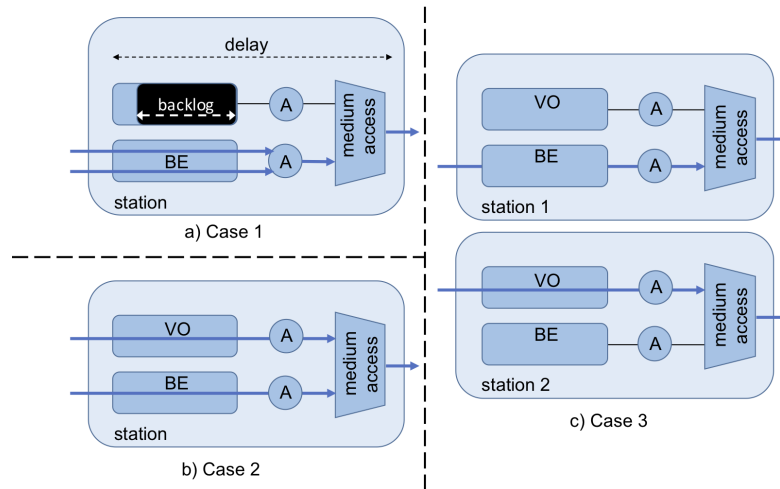 delay
backlog
A
BE
A
medium
access
station
a) Case 1
VO
A
BE
A
medium
access
station
b) Case 2
VO
A
BE
A
medium
access
station 1
VO
A
BE
A
medium
access
station 2
c) Case 3